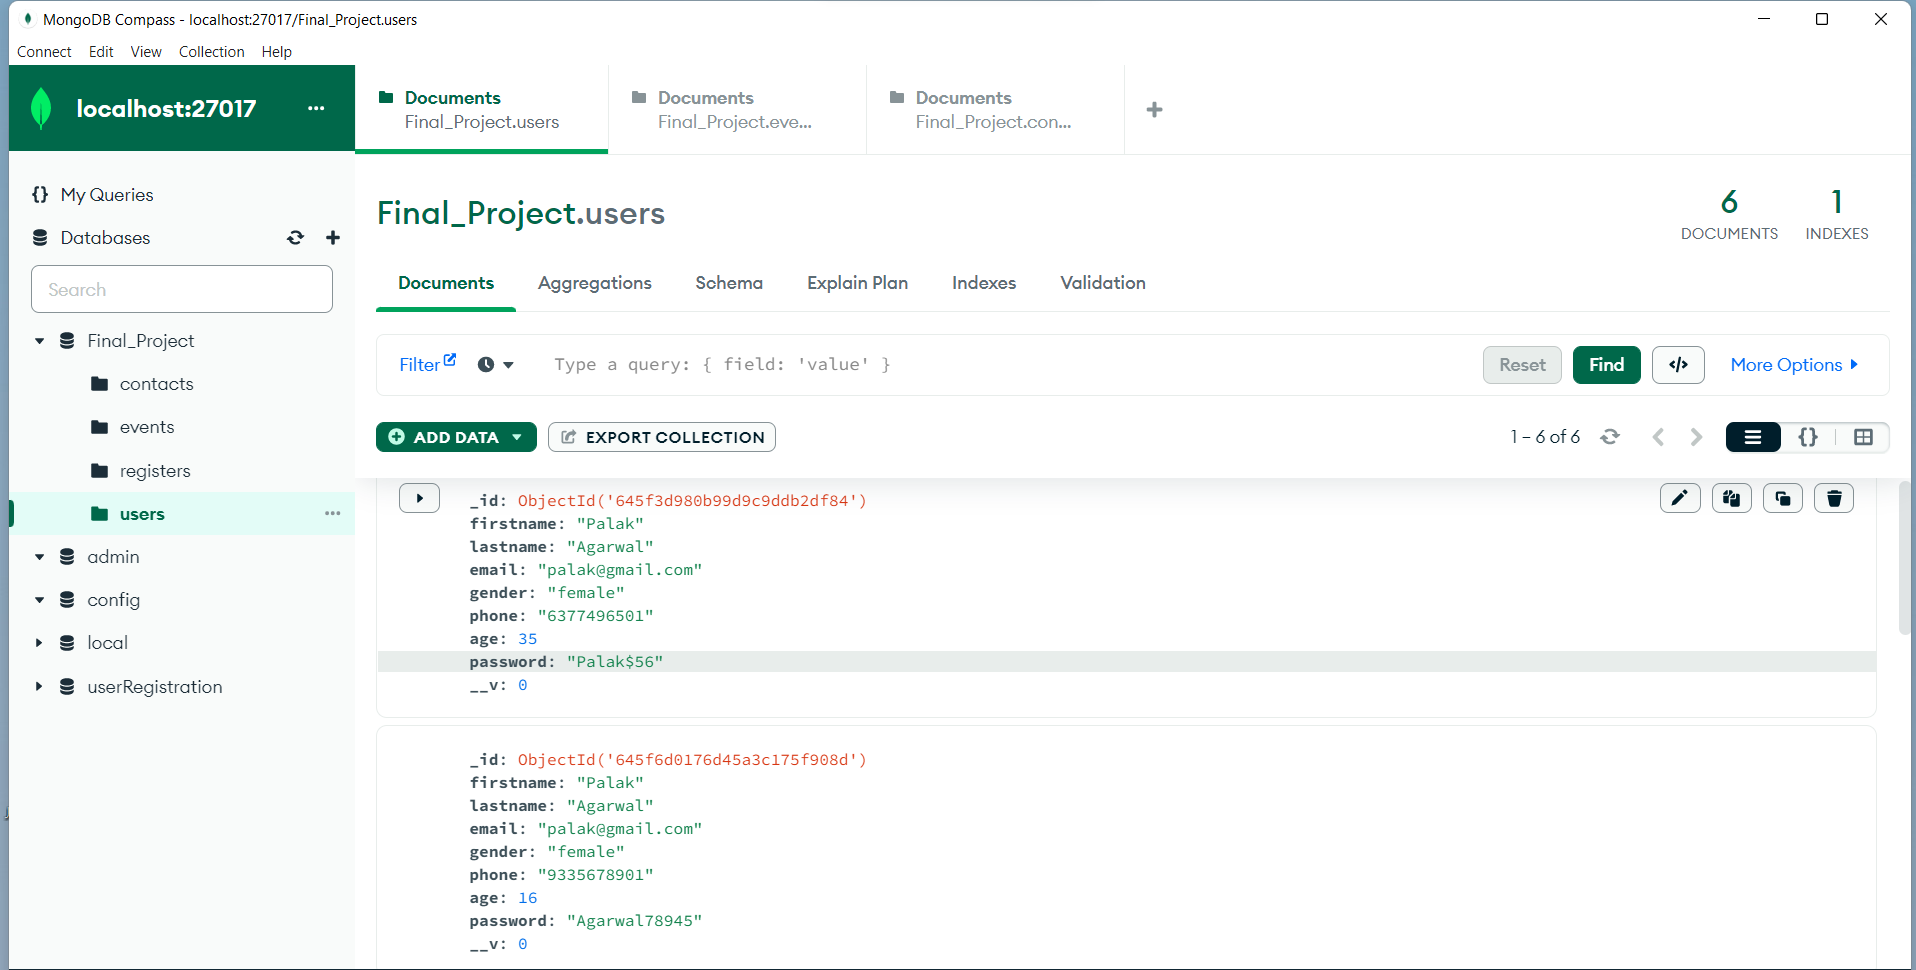 MongoDB Compass - localhost:27017/Final_Project.users
Connect Edit View Collection Help
localhost:27017 ...
Documents
Final_Project.users
Documents
Final_Project.eve...
Documents
Final_Project.con...
{} My Queries
Databases
Search
Final_Project
contacts
events
registers
users
admin
config
local
userRegistration
Final_Project.users
6
DOCUMENTS
1
INDEXES
Documents Aggregations Schema Explain Plan Indexes Validation
Filter Type a query: { field: 'value' } Reset Find </> More Options
ADD DATA EXPORT COLLECTION 1 – 6 of 6 {}
_id: ObjectId('645f3d980b99d9c9ddb2df84')
firstname: "Palak"
lastname: "Agarwal"
email: "palak@gmail.com"
gender: "female"
phone: "6377496501"
age: 35
password: "Palak$56"
__v: 0
_id: ObjectId('645f6d0176d45a3c175f908d')
firstname: "Palak"
lastname: "Agarwal"
email: "palak@gmail.com"
gender: "female"
phone: "9335678901"
age: 16
password: "Agarwal78945"
__v: 0